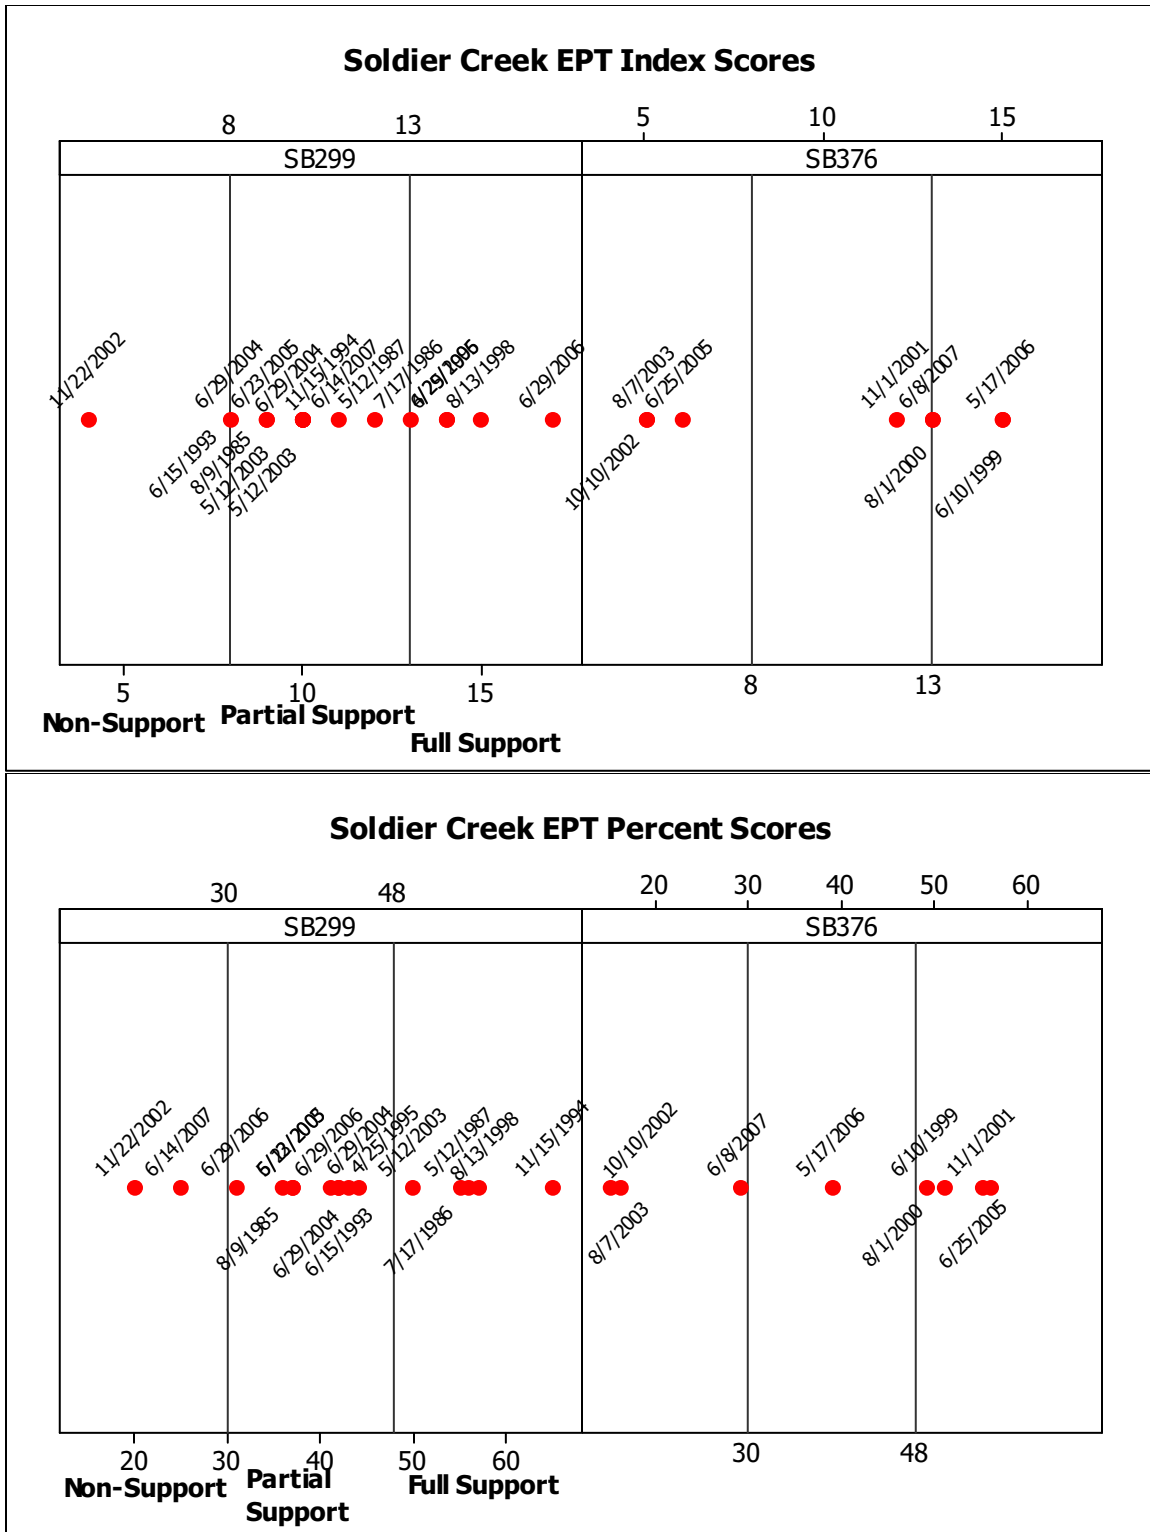 Soldier Creek EPT Index Scores
8 13 5 10 15
SB299 SB376
11/22/2002 6/29/2004 6/23/2005 6/29/2004 11/15/1994 6/14/2007 5/12/1987 7/17/1986 8/13/1998 6/29/2006 8/7/2003 6/25/2005 11/1/2001 6/8/2007 5/17/2006
6/15/1993 8/9/1985 5/12/2003 5/12/2003 10/10/2002 8/1/2000 6/10/1999
5 10 15 8 13
Non-Support Partial Support
Full Support
Soldier Creek EPT Percent Scores
30 48 20 30 40 50 60
SB299 SB376
11/22/2002 6/14/2007 6/29/2006 6/29/2006 6/29/2004 4/25/1995 5/12/2003 5/12/1987 8/13/1998 11/15/1994 10/10/2002 6/8/2007 5/17/2006 6/10/1999 11/1/2001
8/9/1985 6/29/2004 6/15/1993 7/17/1986 8/7/2003 8/1/2000 6/25/2005
20 30 40 50 60 30 48
Non-Support Partial Full Support
Support